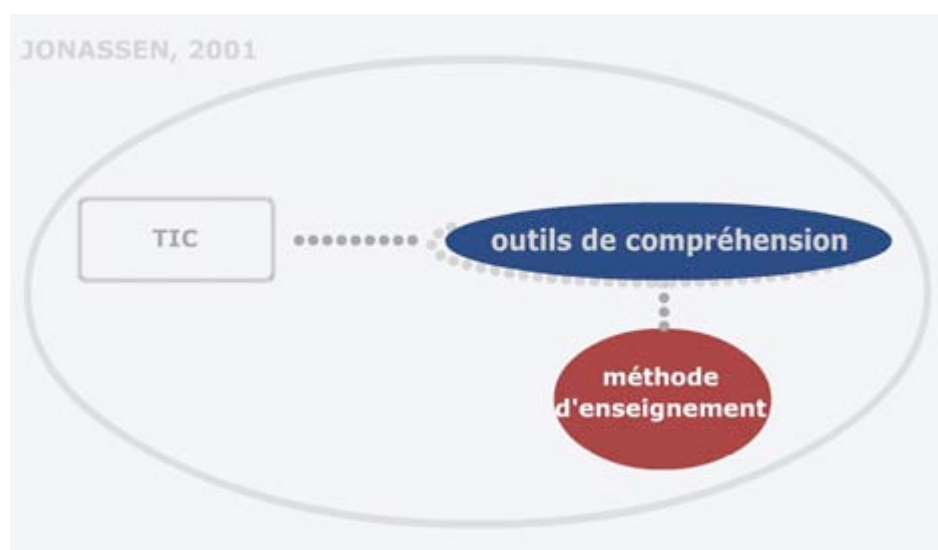 JONASSEN, 2001
TIC
outils de compréhension
méthode
d'enseignement